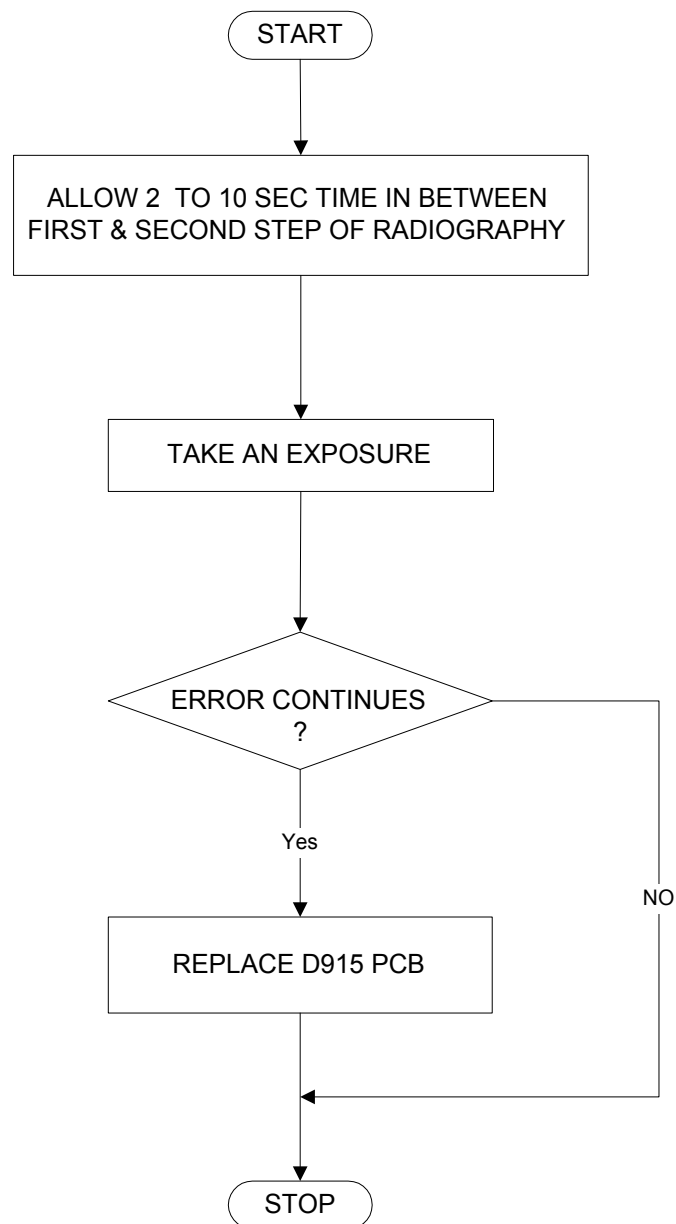 START
ALLOW 2 TO 10 SEC TIME IN BETWEEN
FIRST & SECOND STEP OF RADIOGRAPHY
TAKE AN EXPOSURE
ERROR CONTINUES
?
Yes
NO
REPLACE D915 PCB
STOP